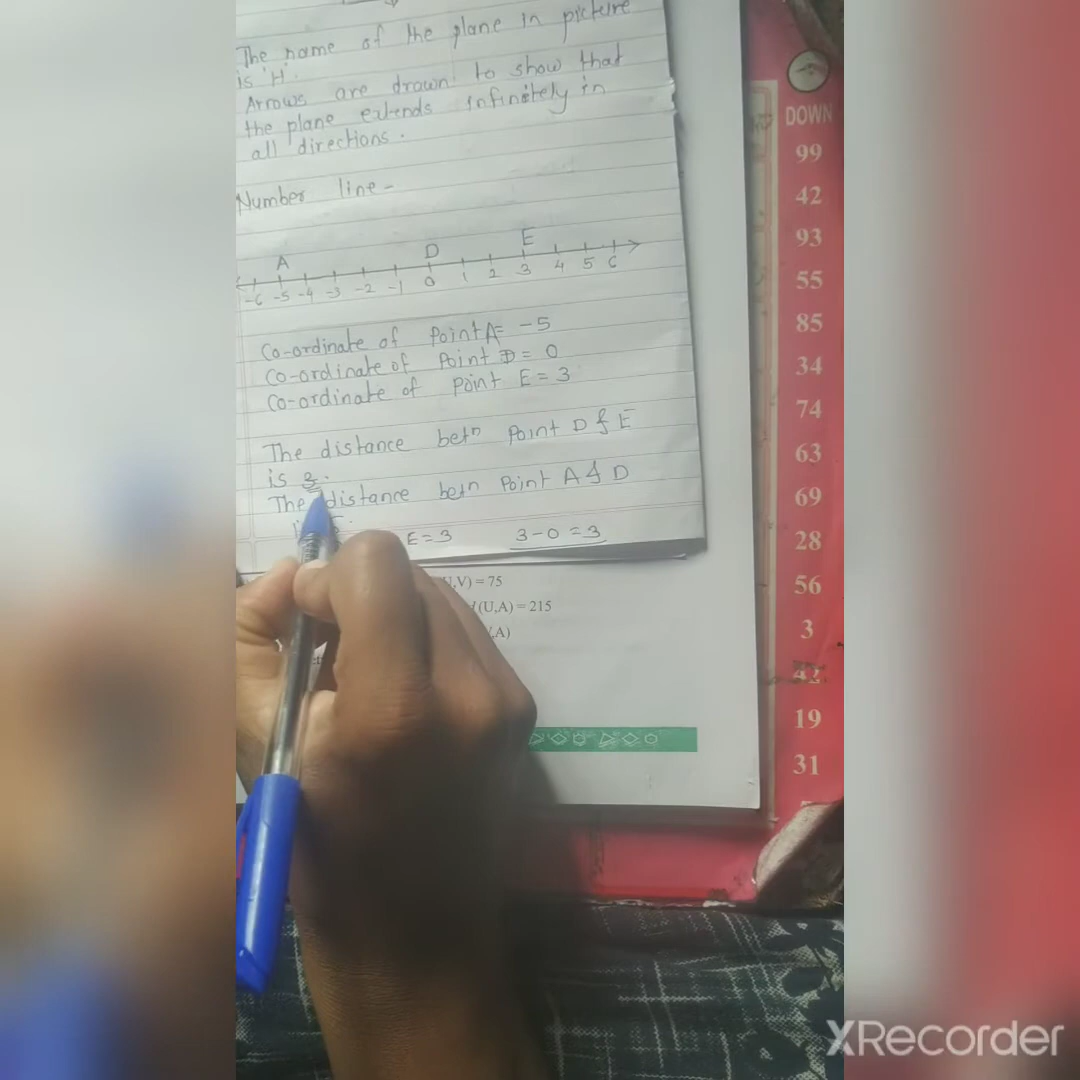 The name of the plane in picture
is 'H'.
Arrows are drawn to show that
the plane extends infinitely in
all directions.
Number line-
A D E
-6 -5 -4 -3 -2 -1 0 1 2 3 4 5 6
Co-ordinate of Point A = -5
Co-ordinate of Point D = 0
Co-ordinate of Point E = 3
The distance betn Point D & E
is 3.
The distance betn Point A & D
E = 3 3 - 0 = 3
,V) = 75
(U,A) = 215
,A)
DOWN
99
42
93
55
85
34
74
63
69
28
56
3
42
19
31
XRecorder